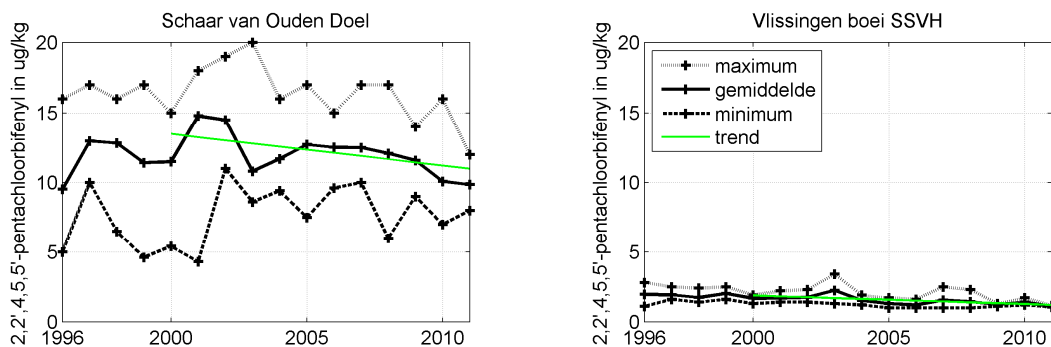 Schaar van Ouden Doel
2,2',4,5,5'-pentachloorbifenyl in ug/kg
20
15
10
5
0
1996
2000
2005
2010
Vlissingen boei SSVH
2,2',4,5,5'-pentachloorbifenyl in ug/kg
20
15
10
5
0
1996
2000
2005
2010
maximum
gemiddelde
minimum
trend